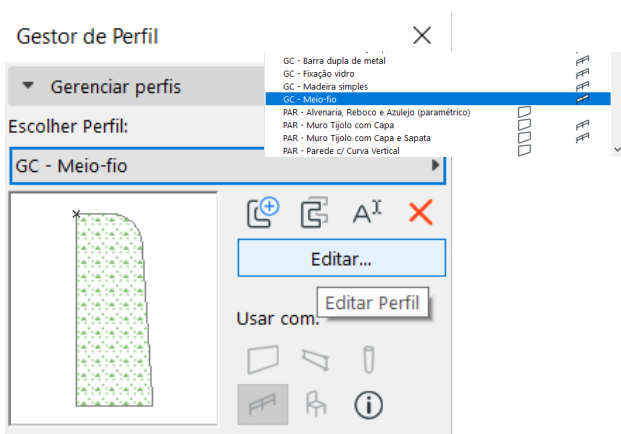 Gestor de Perfil
Gerenciar perfis
GC - Barra dupla de metal
GC - Fixação vidro
GC - Madeira simples
GC - Meio-fio
PAR - Alvenaria, Reboco e Azulejo (paramétrico)
PAR - Muro Tijolo com Capa
PAR - Muro Tijolo com Capa e Sapata
PAR - Parede c/ Curva Vertical
Escolher Perfil:
GC - Meio-fio
Editar...
Editar Perfil
Usar com: